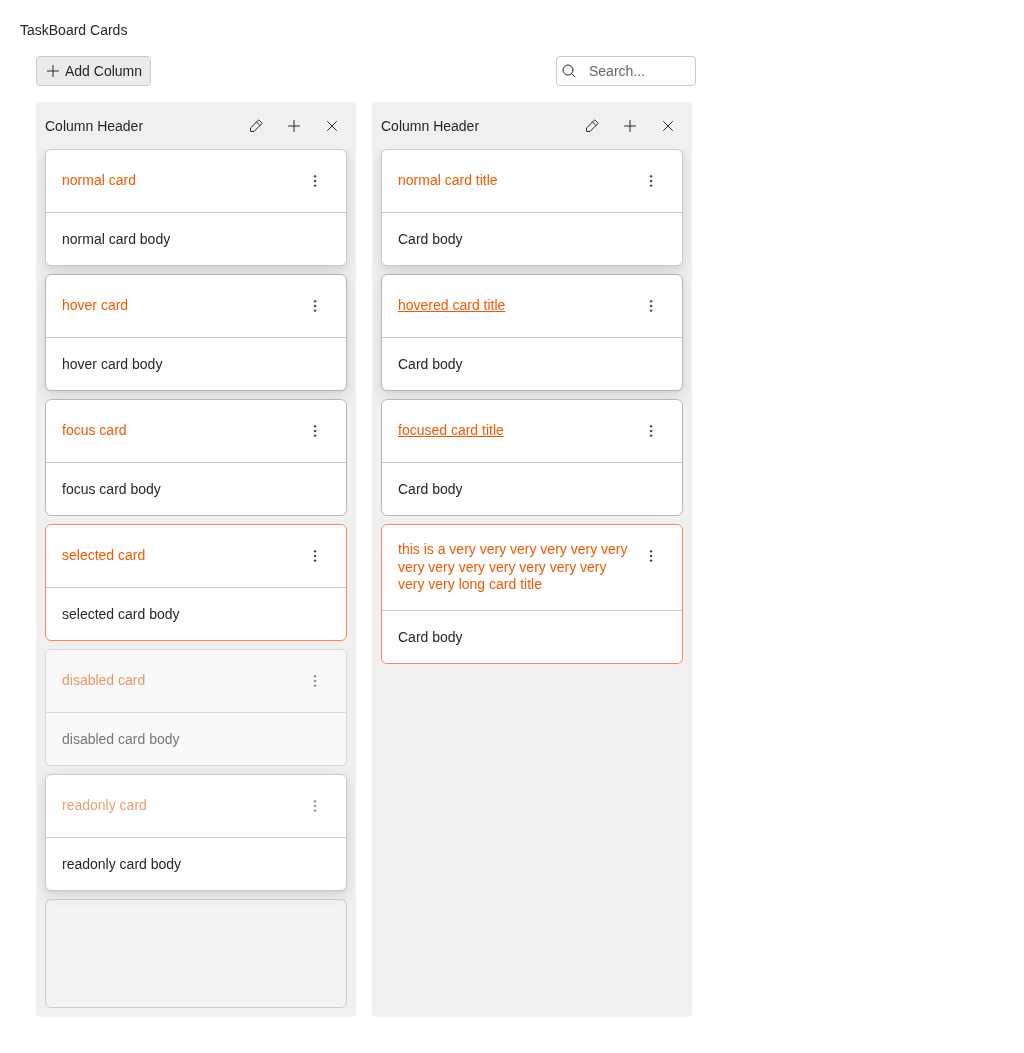 TaskBoard Cards
Add Column
Search...
Column Header
normal card
normal card body
hover card
hover card body
focus card
focus card body
selected card
selected card body
disabled card
disabled card body
readonly card
readonly card body
Column Header
normal card title
Card body
hovered card title
Card body
focused card title
Card body
this is a very very very very very very
very very very very very very very
very very long card title
Card body